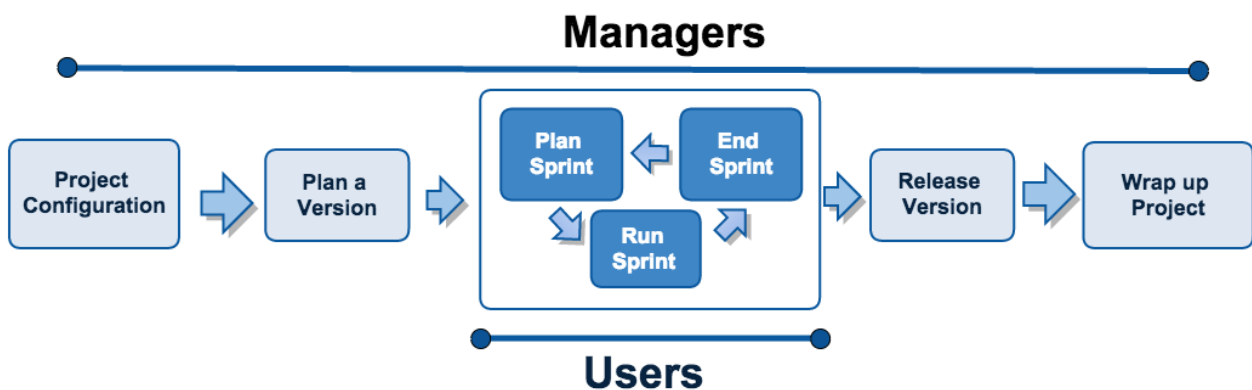 Managers
Project
Configuration
Plan a
Version
Plan
Sprint
End
Sprint
Run
Sprint
Release
Version
Wrap up
Project
Users